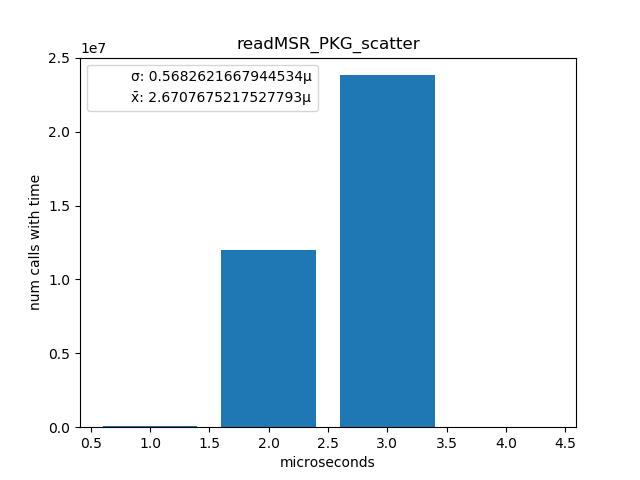 readMSR_PKG_scatter
1e7
σ: 0.5682621667944534μ
x̄: 2.6707675217527793μ
2.5
2.0
1.5
1.0
0.5
0.0
num calls with time
0.5 1.0 1.5 2.0 2.5 3.0 3.5 4.0 4.5
microseconds